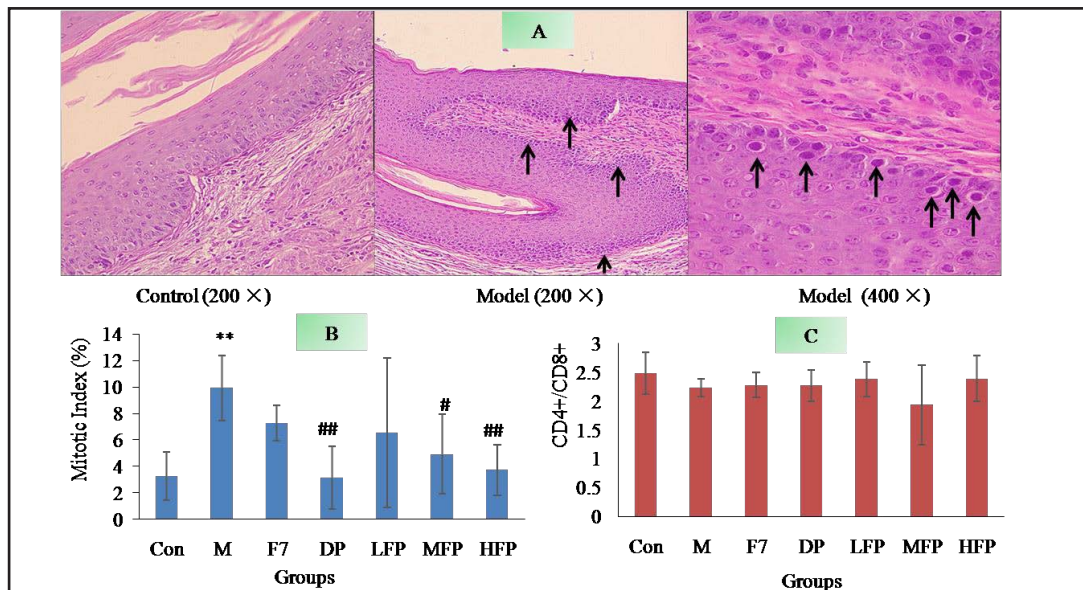 A
Control (200 ×) Model (200 ×) Model (400 ×)
B
Mitotic Index (%)
14
12
10
8
6
4
2
0
**
##
#
##
Con M F7 DP LFP MFP HFP
Groups
C
CD4+/CD8+
3
2.5
2
1.5
1
0.5
0
Con M F7 DP LFP MFP HFP
Groups